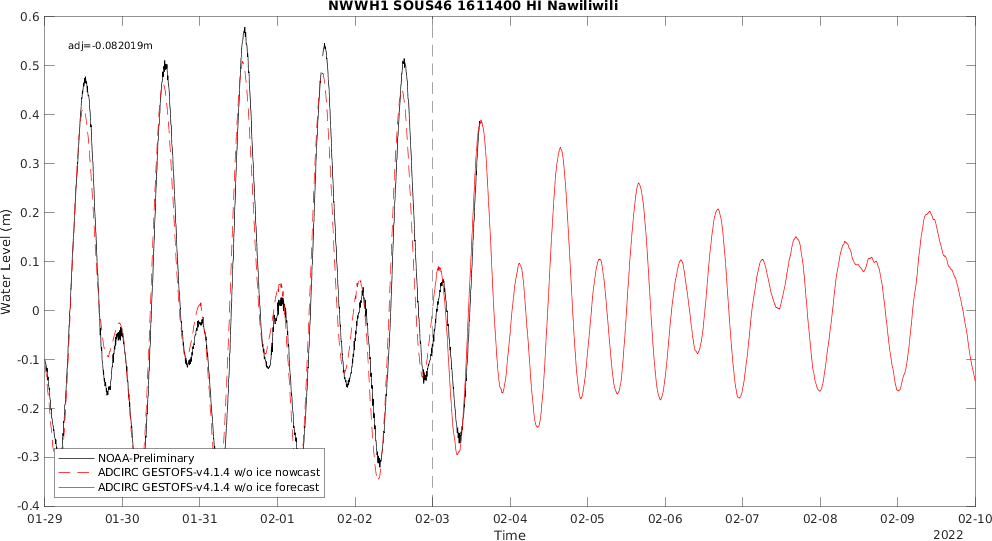 NWWH1 SOUS46 1611400 HI Nawiliwili
adj=-0.082019m
0.6
0.5
0.4
0.3
0.2
0.1
0
-0.1
-0.2
-0.3
-0.4
Water Level (m)
NOAA-Preliminary
ADCIRC GESTOFS-v4.1.4 w/o ice nowcast
ADCIRC GESTOFS-v4.1.4 w/o ice forecast
01-29 01-30 01-31 02-01 02-02 02-03 02-04 02-05 02-06 02-07 02-08 02-09 02-10
Time
2022